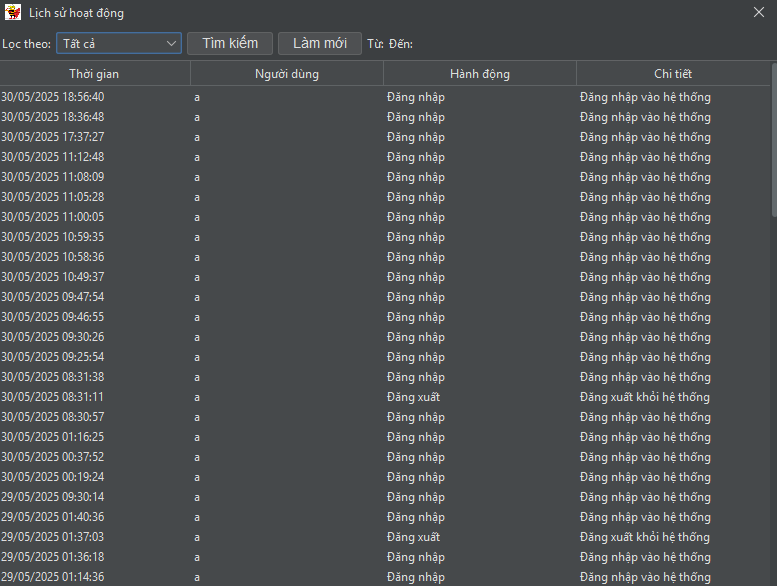 Lịch sử hoạt động
Lọc theo: Tất cả Tìm kiếm Làm mới Từ: Đến:
Thời gian Người dùng Hành động Chi tiết
30/05/2025 18:56:40 a Đăng nhập Đăng nhập vào hệ thống
30/05/2025 18:36:48 a Đăng nhập Đăng nhập vào hệ thống
30/05/2025 17:37:27 a Đăng nhập Đăng nhập vào hệ thống
30/05/2025 11:12:48 a Đăng nhập Đăng nhập vào hệ thống
30/05/2025 11:08:09 a Đăng nhập Đăng nhập vào hệ thống
30/05/2025 11:05:28 a Đăng nhập Đăng nhập vào hệ thống
30/05/2025 11:00:05 a Đăng nhập Đăng nhập vào hệ thống
30/05/2025 10:59:35 a Đăng nhập Đăng nhập vào hệ thống
30/05/2025 10:58:36 a Đăng nhập Đăng nhập vào hệ thống
30/05/2025 10:49:37 a Đăng nhập Đăng nhập vào hệ thống
30/05/2025 09:47:54 a Đăng nhập Đăng nhập vào hệ thống
30/05/2025 09:46:55 a Đăng nhập Đăng nhập vào hệ thống
30/05/2025 09:30:26 a Đăng nhập Đăng nhập vào hệ thống
30/05/2025 09:25:54 a Đăng nhập Đăng nhập vào hệ thống
30/05/2025 08:31:38 a Đăng nhập Đăng nhập vào hệ thống
30/05/2025 08:31:11 a Đăng xuất Đăng xuất khỏi hệ thống
30/05/2025 08:30:57 a Đăng nhập Đăng nhập vào hệ thống
30/05/2025 01:16:25 a Đăng nhập Đăng nhập vào hệ thống
30/05/2025 00:37:52 a Đăng nhập Đăng nhập vào hệ thống
30/05/2025 00:19:24 a Đăng nhập Đăng nhập vào hệ thống
29/05/2025 09:30:14 a Đăng nhập Đăng nhập vào hệ thống
29/05/2025 01:40:36 a Đăng nhập Đăng nhập vào hệ thống
29/05/2025 01:37:03 a Đăng xuất Đăng xuất khỏi hệ thống
29/05/2025 01:36:18 a Đăng nhập Đăng nhập vào hệ thống
29/05/2025 01:14:36 a Đăng nhập Đăng nhập vào hệ thống